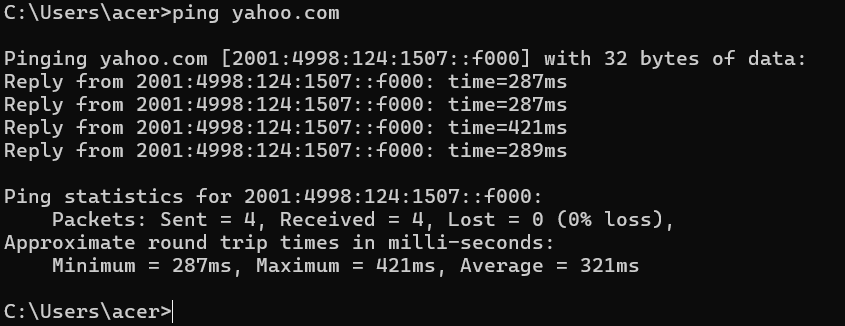 C:\Users\acer>ping yahoo.com
Pinging yahoo.com [2001:4998:124:1507::f000] with 32 bytes of data:
Reply from 2001:4998:124:1507::f000: time=287ms
Reply from 2001:4998:124:1507::f000: time=287ms
Reply from 2001:4998:124:1507::f000: time=421ms
Reply from 2001:4998:124:1507::f000: time=289ms
Ping statistics for 2001:4998:124:1507::f000:
    Packets: Sent = 4, Received = 4, Lost = 0 (0% loss),
Approximate round trip times in milli-seconds:
    Minimum = 287ms, Maximum = 421ms, Average = 321ms
C:\Users\acer>